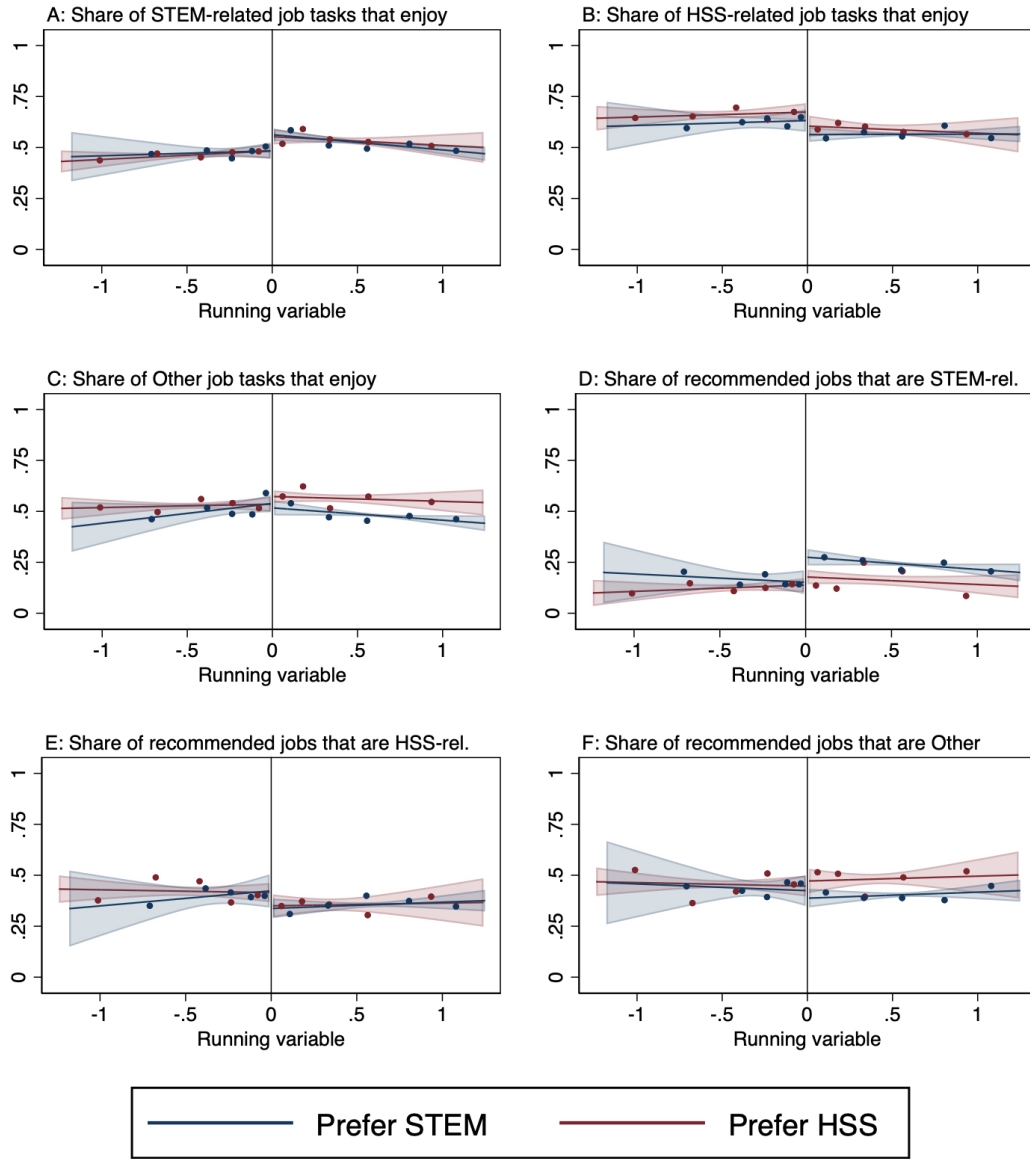 A: Share of STEM-related job tasks that enjoy
1
.75
.5
.25
0
-1 -.5 0 .5 1
Running variable
B: Share of HSS-related job tasks that enjoy
1
.75
.5
.25
0
-1 -.5 0 .5 1
Running variable
C: Share of Other job tasks that enjoy
1
.75
.5
.25
0
-1 -.5 0 .5 1
Running variable
D: Share of recommended jobs that are STEM-rel.
1
.75
.5
.25
0
-1 -.5 0 .5 1
Running variable
E: Share of recommended jobs that are HSS-rel.
1
.75
.5
.25
0
-1 -.5 0 .5 1
Running variable
F: Share of recommended jobs that are Other
1
.75
.5
.25
0
-1 -.5 0 .5 1
Running variable
Prefer STEM Prefer HSS